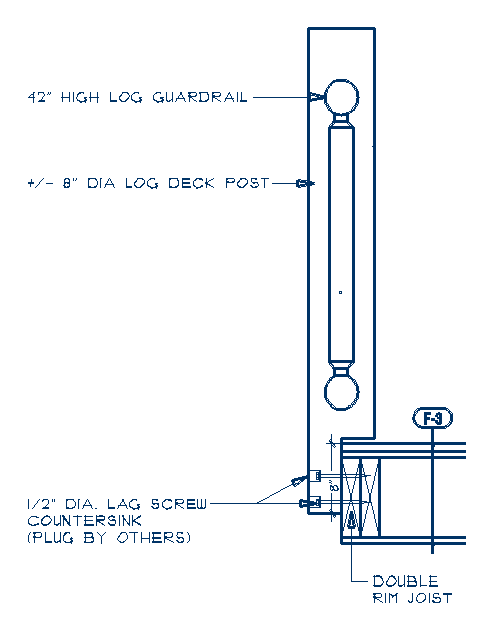 42" HIGH LOG GUARDRAIL
+/- 8" DIA LOG DECK POST
F-3
8"
1/2" DIA. LAG SCREW
COUNTERSINK
(PLUG BY OTHERS)
DOUBLE
RIM JOIST